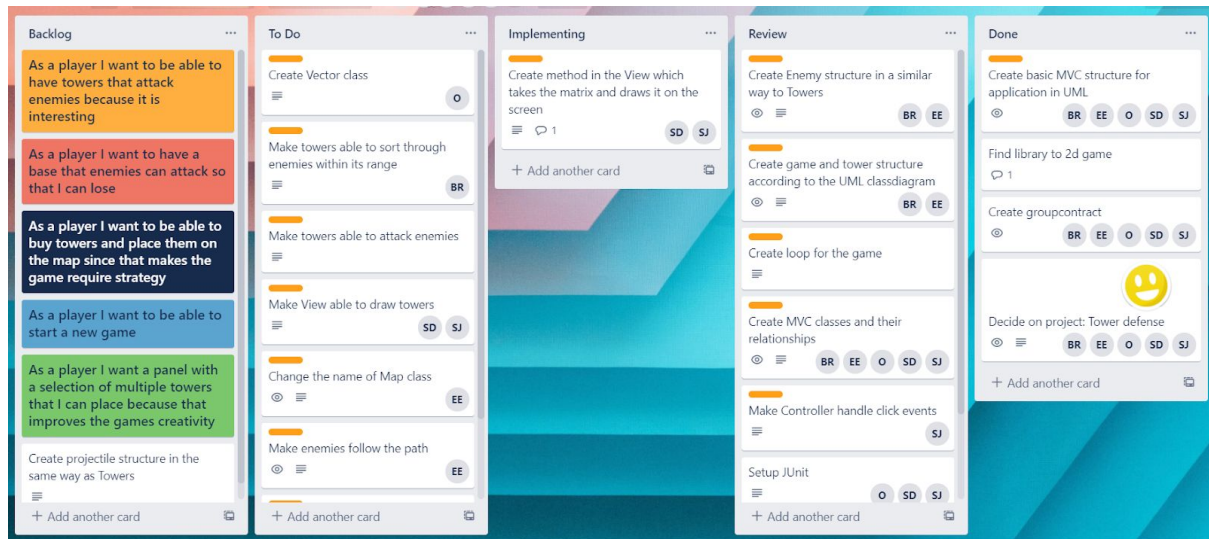 Backlog
As a player I want to be able to
have towers that attack
enemies because it is
interesting
As a player I want to have a
base that enemies can attack so
that I can lose
As a player I want to be able to
buy towers and place them on
the map since that makes the
game require strategy
As a player I want to be able to
start a new game
As a player I want a panel with
a selection of multiple towers
that I can place because that
improves the games creativity
Create projectile structure in the
same way as Towers
+ Add another card
To Do
Create Vector class
O
Make towers able to sort through
enemies within its range
BR
Make towers able to attack enemies
Make View able to draw towers
SD SJ
Change the name of Map class
EE
Make enemies follow the path
EE
+ Add another card
Implementing
Create method in the View which
takes the matrix and draws it on the
screen
1 SD SJ
+ Add another card
Review
Create Enemy structure in a similar
way to Towers
BR EE
Create game and tower structure
according to the UML classdiagram
BR EE
Create loop for the game
Create MVC classes and their
relationships
BR EE O SD SJ
Make Controller handle click events
SJ
Setup JUnit
O SD SJ
+ Add another card
Done
Create basic MVC structure for
application in UML
BR EE O SD SJ
Find library to 2d game
1
Create groupcontract
BR EE O SD SJ
Decide on project: Tower defense
BR EE O SD SJ
+ Add another card